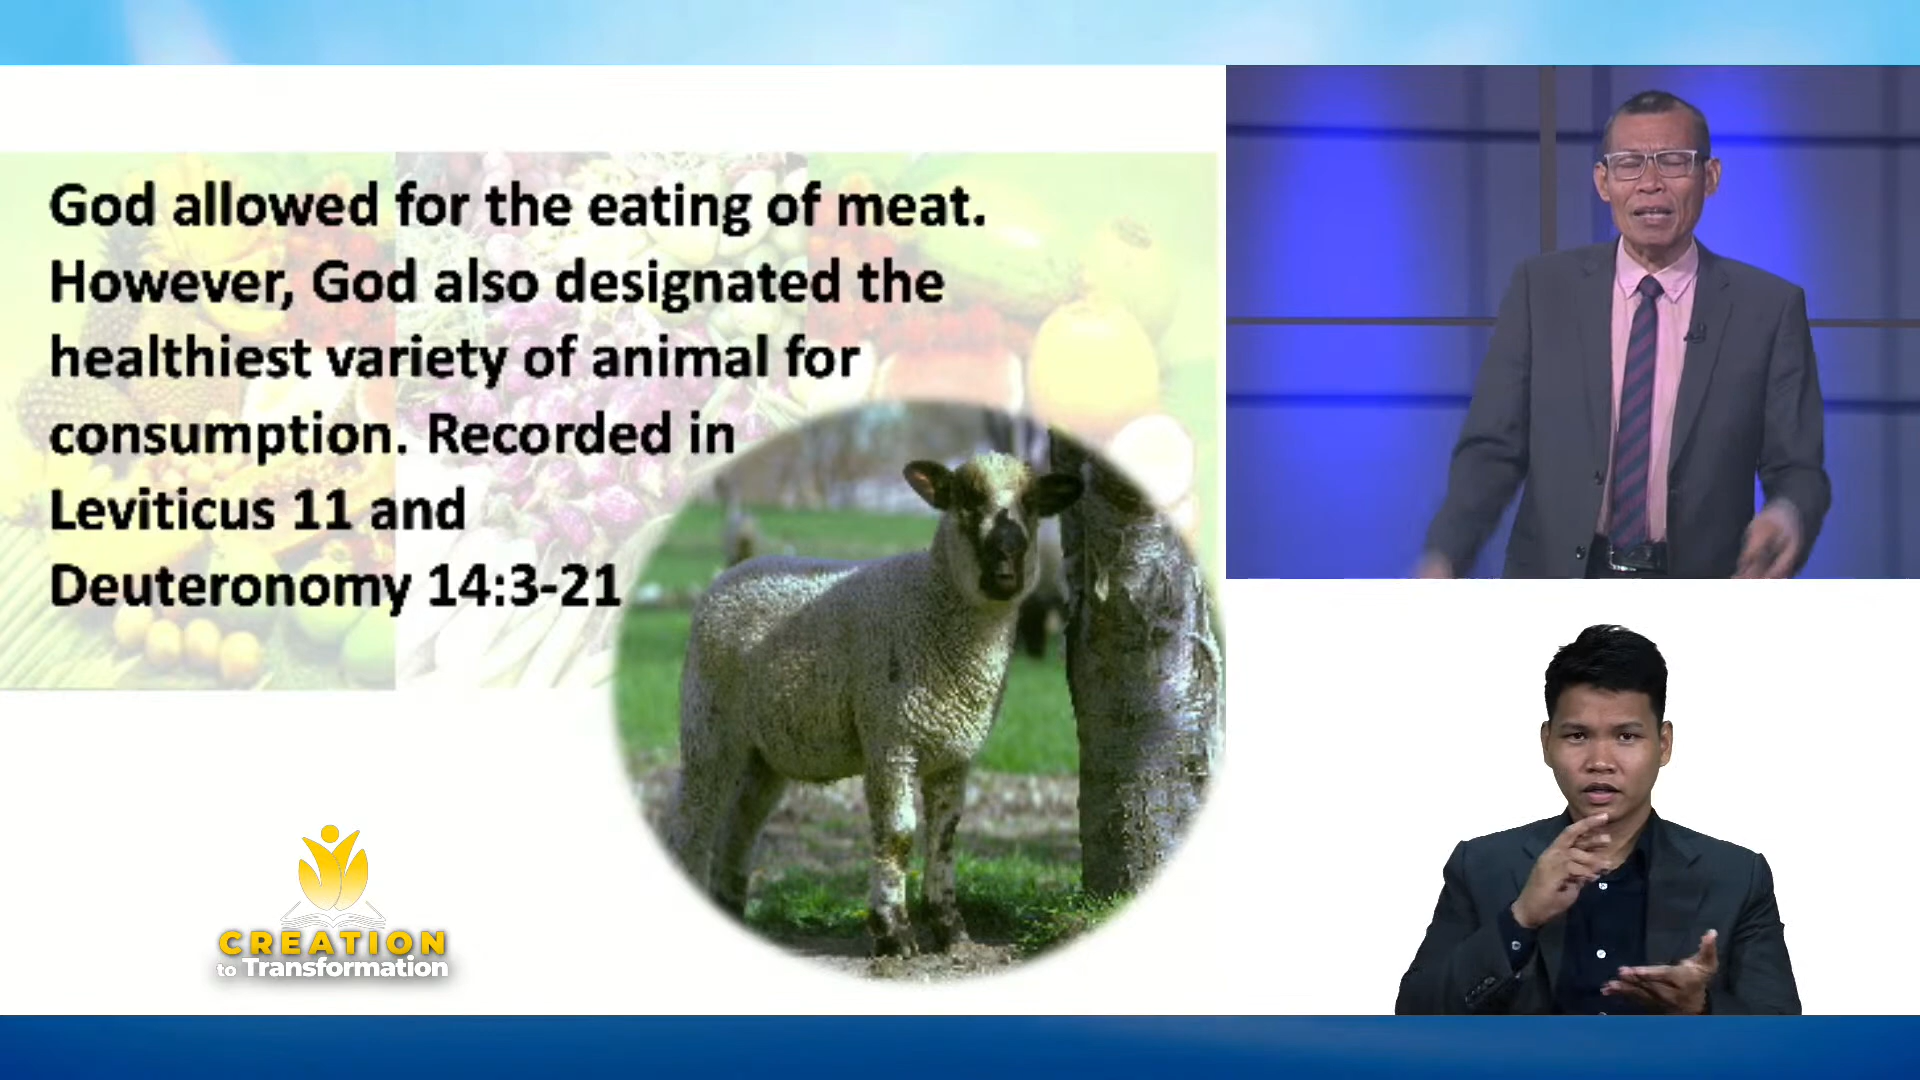 God allowed for the eating of meat.
However, God also designated the
healthiest variety of animal for
consumption. Recorded in
Leviticus 11 and
Deuteronomy 14:3-21
CREATION
to Transformation